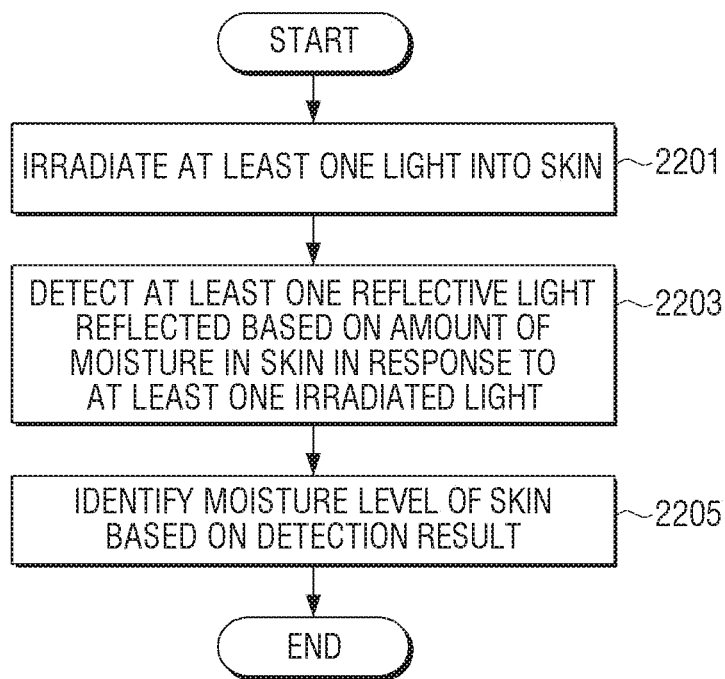 START
IRRADIATE AT LEAST ONE LIGHT INTO SKIN
2201
DETECT AT LEAST ONE REFLECTIVE LIGHT
REFLECTED BASED ON AMOUNT OF
MOISTURE IN SKIN IN RESPONSE TO
AT LEAST ONE IRRADIATED LIGHT
2203
IDENTIFY MOISTURE LEVEL OF SKIN
BASED ON DETECTION RESULT
2205
END